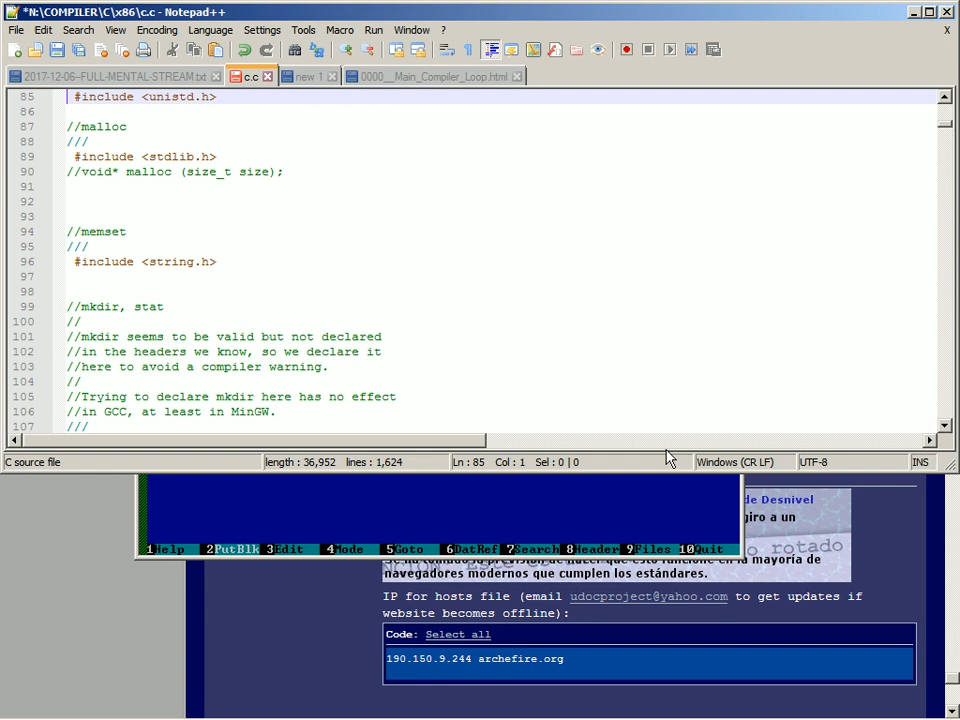 *N:\COMPILER\C\x86\c.c - Notepad++
File Edit Search View Encoding Language Settings Tools Macro Run Window ? X
2017-12-06--FULL-MENTAL-STREAM.txt c.c new 1 0000__Main_Compiler_Loop.html
85 #include <unistd.h>
86
87 //malloc
88 ///
89 #include <stdlib.h>
90 //void* malloc (size_t size);
91
92
93
94 //memset
95 ///
96 #include <string.h>
97
98
99 //mkdir, stat
100 //
101 //mkdir seems to be valid but not declared
102 //in the headers we know, so we declare it
103 //here to avoid a compiler warning.
104 //
105 //Trying to declare mkdir here has no effect
106 //in GCC, at least in MinGW.
107 ///
C source file length : 36,952 lines : 1,624 Ln : 85 Col : 1 Sel : 0 | 0 Windows (CR LF) UTF-8 INS
de Desnivel
giro a un
1Help 2PutBlk 3Edit 4Mode 5Goto 6DatRef 7Search 8Header 9Files 10Quit
o rotado
en la mayoría de
navegadores modernos que cumplen los estándares.
IP for hosts file (email udocproject@yahoo.com to get updates if
website becomes offline):
Code: Select all
190.150.9.244 archefire.org